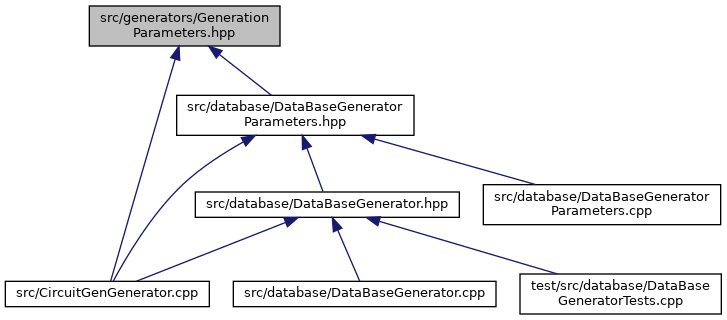 src/generators/Generation
Parameters.hpp
src/database/DataBaseGenerator
Parameters.hpp
src/database/DataBaseGenerator
Parameters.cpp
src/database/DataBaseGenerator.hpp
src/CircuitGenGenerator.cpp
src/database/DataBaseGenerator.cpp
test/src/database/DataBase
GeneratorTests.cpp